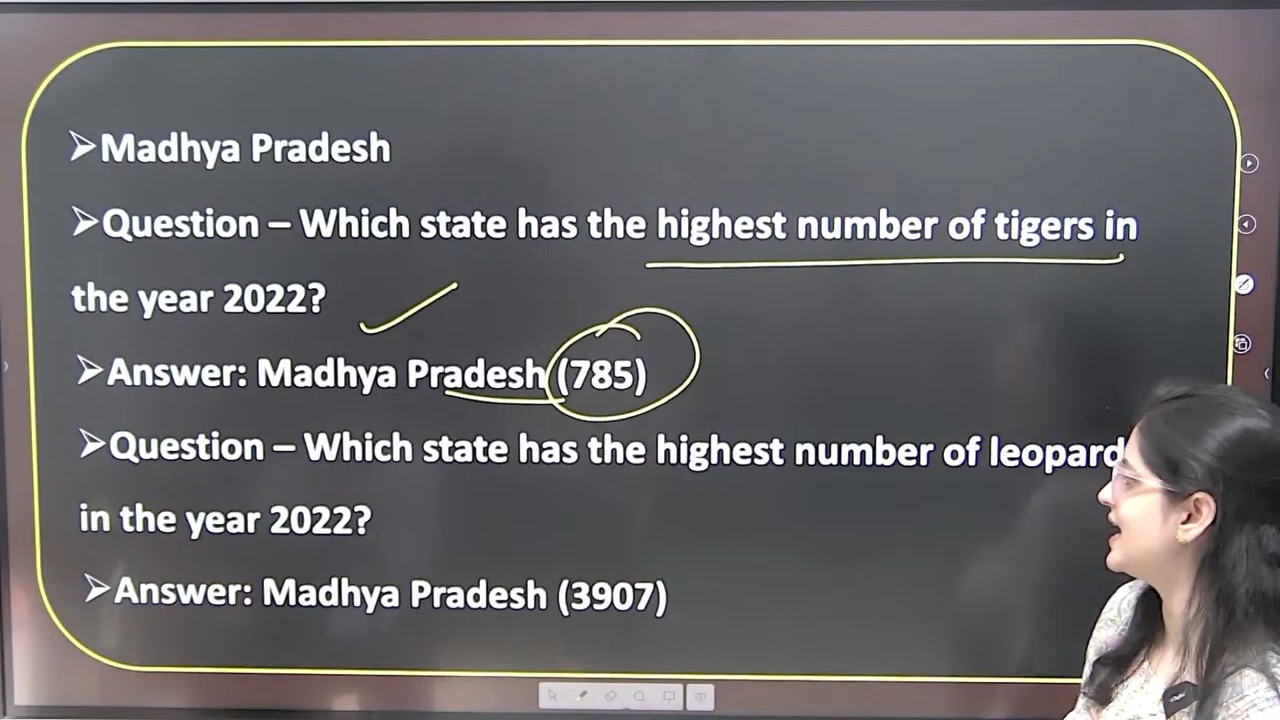 ➢Madhya Pradesh
➢Question – Which state has the highest number of tigers in
the year 2022?
➢Answer: Madhya Pradesh (785)
➢Question – Which state has the highest number of leopard
in the year 2022?
➢Answer: Madhya Pradesh (3907)